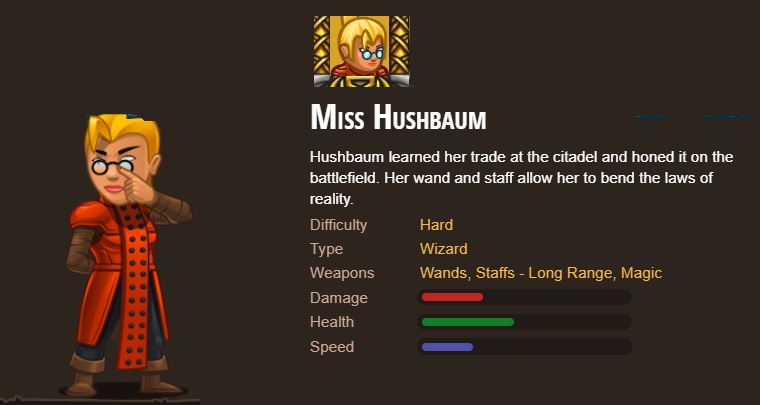 Miss Hushbaum
Hushbaum learned her trade at the citadel and honed it on the
battlefield. Her wand and staff allow her to bend the laws of
reality.
Difficulty Hard
Type Wizard
Weapons Wands, Staffs - Long Range, Magic
Damage
Health
Speed